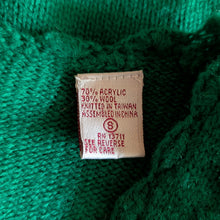 70% ACRYLIC
30% WOOL
KNITTED IN TAIWAN
ASSEMBLED IN CHINA
S
RN 13711
SEE REVERSE
FOR CARE